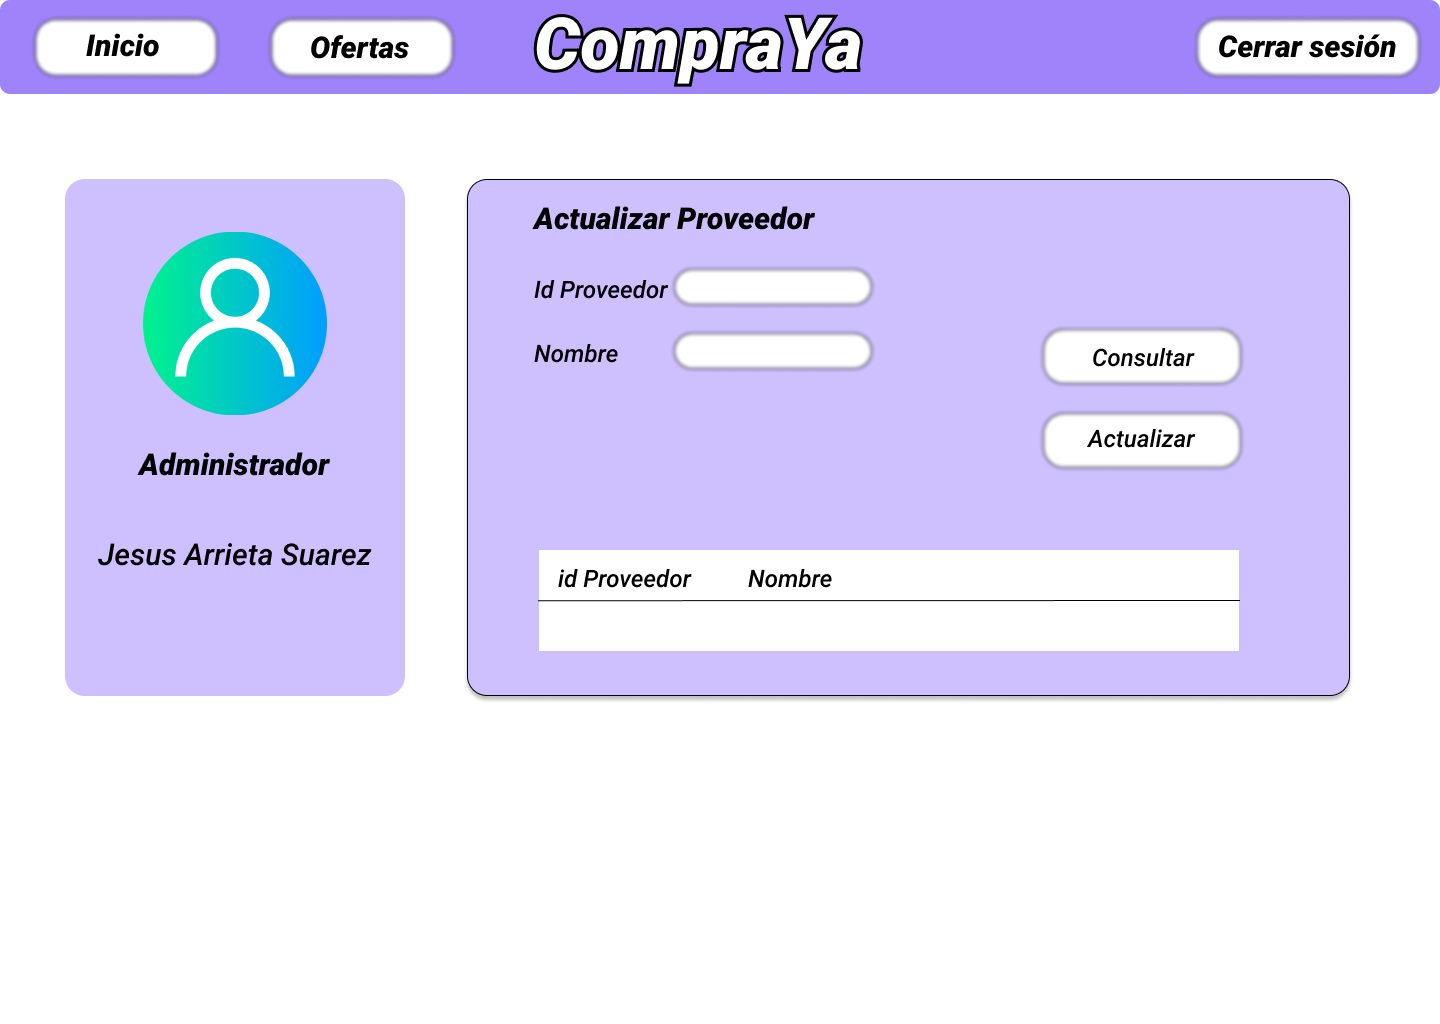 Inicio
Ofertas
CompraYa
Cerrar sesión
Administrador
Jesus Arrieta Suarez
Actualizar Proveedor
Id Proveedor
Nombre
Consultar
Actualizar
id Proveedor Nombre